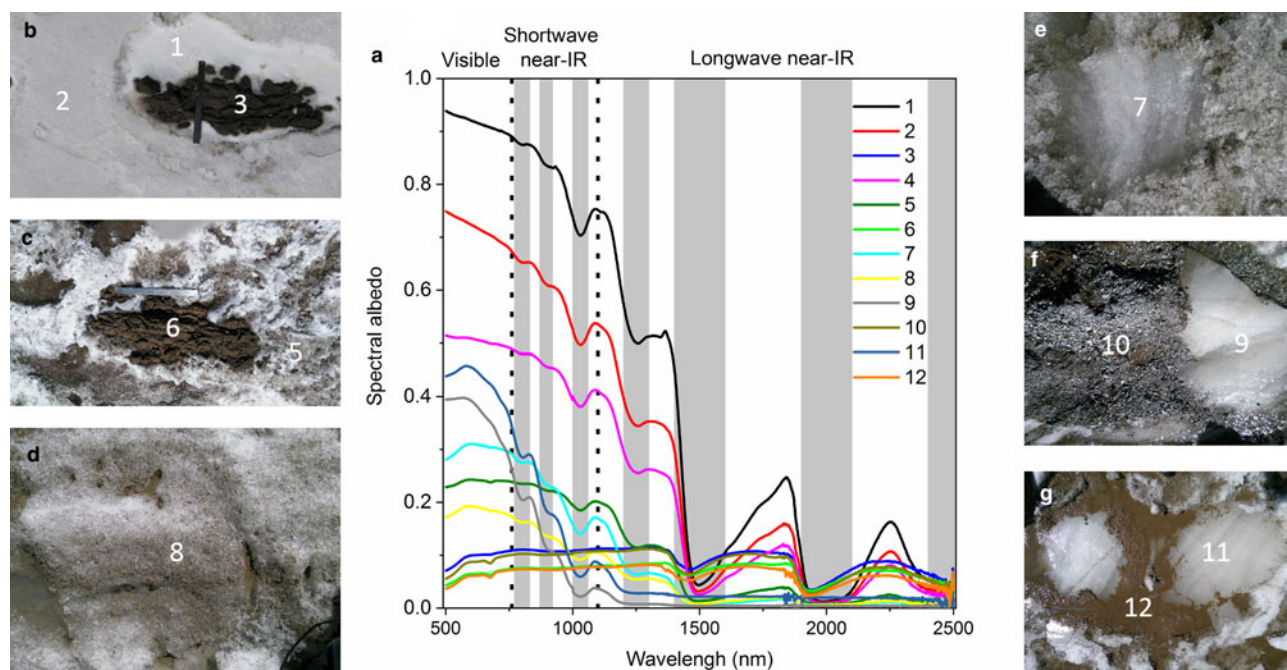 b
1
2
3
c
6
5
d
8
a
Visible
Shortwave
near-IR
Longwave near-IR
1.0
0.8
0.6
0.4
0.2
0.0
Spectral albedo
500
1000
1500
2000
2500
Wavelengh (nm)
1
2
3
4
5
6
7
8
9
10
11
12
e
7
f
10
9
g
11
12